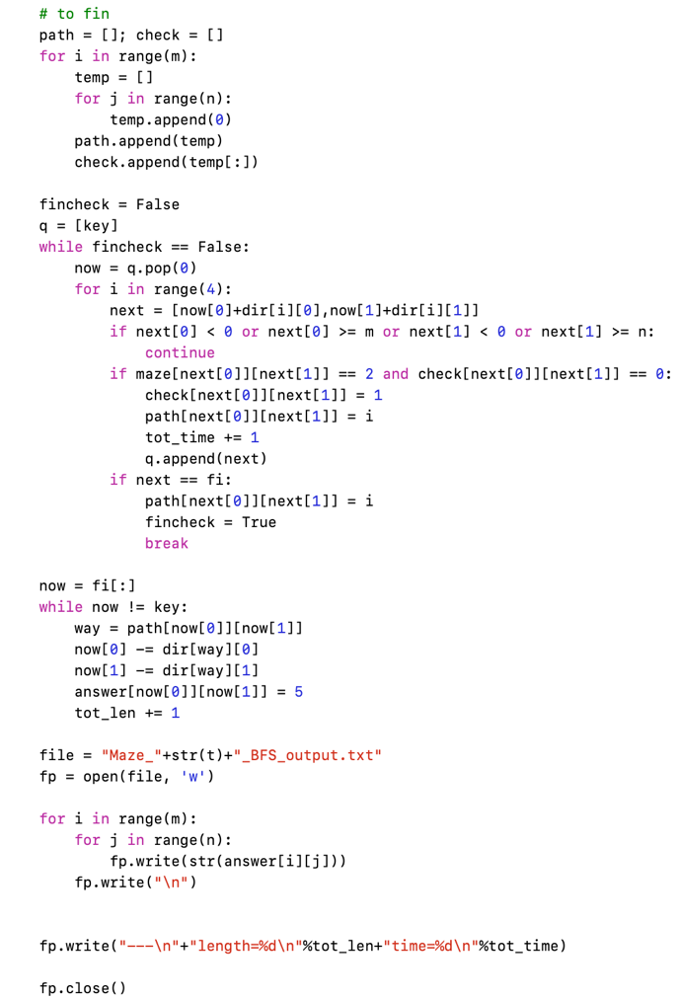 # to fin
path = []; check = []
for i in range(m):
    temp = []
    for j in range(n):
        temp.append(0)
    path.append(temp)
    check.append(temp[:])

fincheck = False
q = [key]
while fincheck == False:
    now = q.pop(0)
    for i in range(4):
        next = [now[0]+dir[i][0],now[1]+dir[i][1]]
        if next[0] < 0 or next[0] >= m or next[1] < 0 or next[1] >= n:
            continue
        if maze[next[0]][next[1]] == 2 and check[next[0]][next[1]] == 0:
            check[next[0]][next[1]] = 1
            path[next[0]][next[1]] = i
            tot_time += 1
            q.append(next)
        if next == fi:
            path[next[0]][next[1]] = i
            fincheck = True
            break

now = fi[:]
while now != key:
    way = path[now[0]][now[1]]
    now[0] -= dir[way][0]
    now[1] -= dir[way][1]
    answer[now[0]][now[1]] = 5
    tot_len += 1

file = "Maze_"+str(t)+"_BFS_output.txt"
fp = open(file, 'w')

for i in range(m):
    for j in range(n):
        fp.write(str(answer[i][j]))
    fp.write("\n")

fp.write("---\n"+"length=%d\n"%tot_len+"time=%d\n"%tot_time)

fp.close()